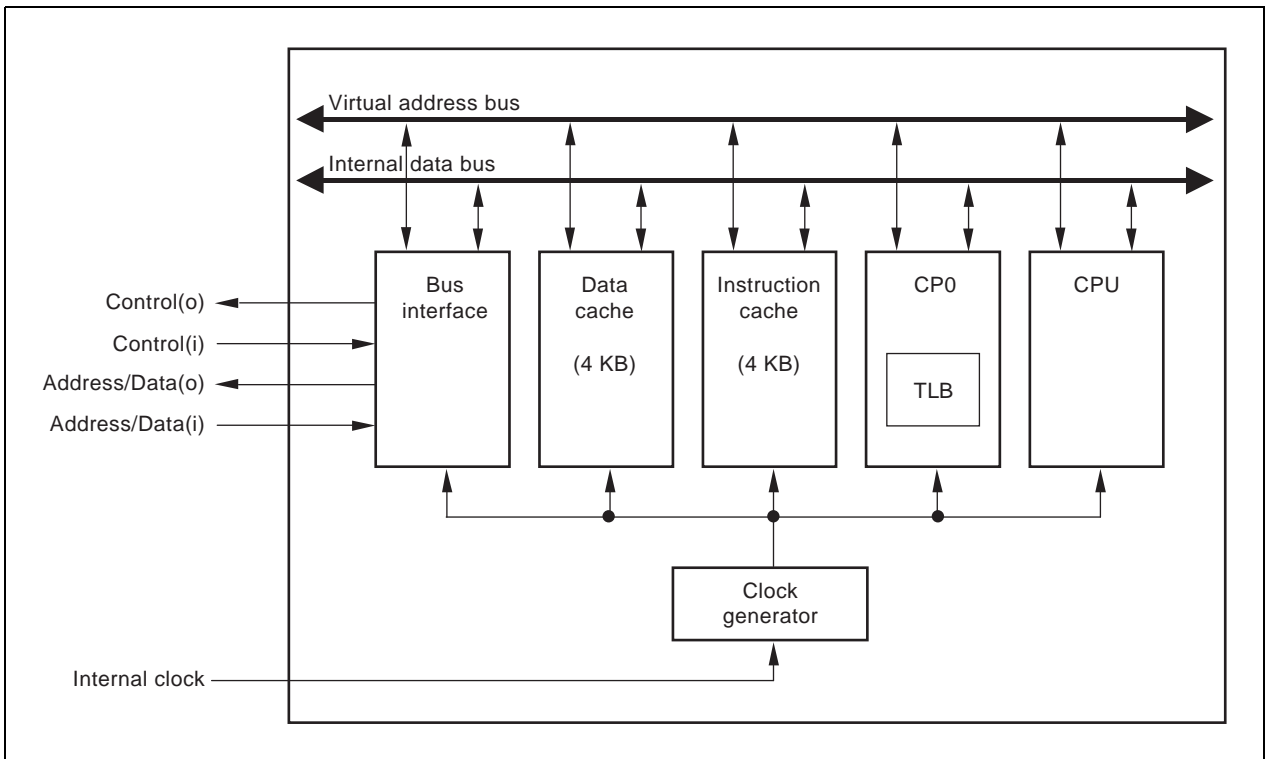 Virtual address bus
Internal data bus
Control(o)
Control(i)
Address/Data(o)
Address/Data(i)
Bus
interface
Data
cache
(4 KB)
Instruction
cache
(4 KB)
CP0
TLB
CPU
Clock
generator
Internal clock